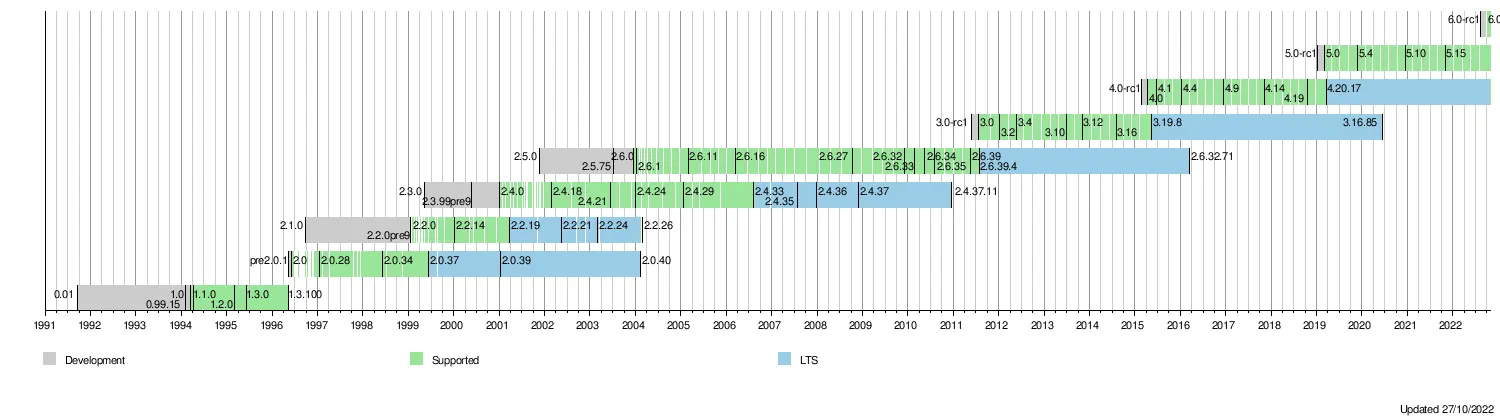 6.0-rc1 6.0
5.0-rc1 5.0 5.4 5.10 5.15
4.0-rc1 4.1 4.4 4.9 4.14 4.20.17
4.0 4.19
3.0-rc1 3.0 3.4 3.12 3.19.8 3.16.85
3.2 3.10 3.16
2.5.0 2.6.0 2.6.11 2.6.16 2.6.27 2.6.32 2.6.34 2.6.39 2.6.32.71
2.5.75 2.6.1 2.6.33 2.6.35 2.6.39.4
2.3.0 2.4.0 2.4.18 2.4.24 2.4.29 2.4.33 2.4.36 2.4.37 2.4.37.11
2.3.99pre9 2.4.21 2.4.35
2.1.0 2.2.0 2.2.14 2.2.19 2.2.21 2.2.24 2.2.26
2.2.0pre9
pre2.0.1 2.0 2.0.28 2.0.34 2.0.37 2.0.39 2.0.40
0.01 1.0 1.1.0 1.3.0 1.3.100
0.99.15 1.2.0
1991 1992 1993 1994 1995 1996 1997 1998 1999 2000 2001 2002 2003 2004 2005 2006 2007 2008 2009 2010 2011 2012 2013 2014 2015 2016 2017 2018 2019 2020 2021 2022
Development Supported LTS
Updated 27/10/2022